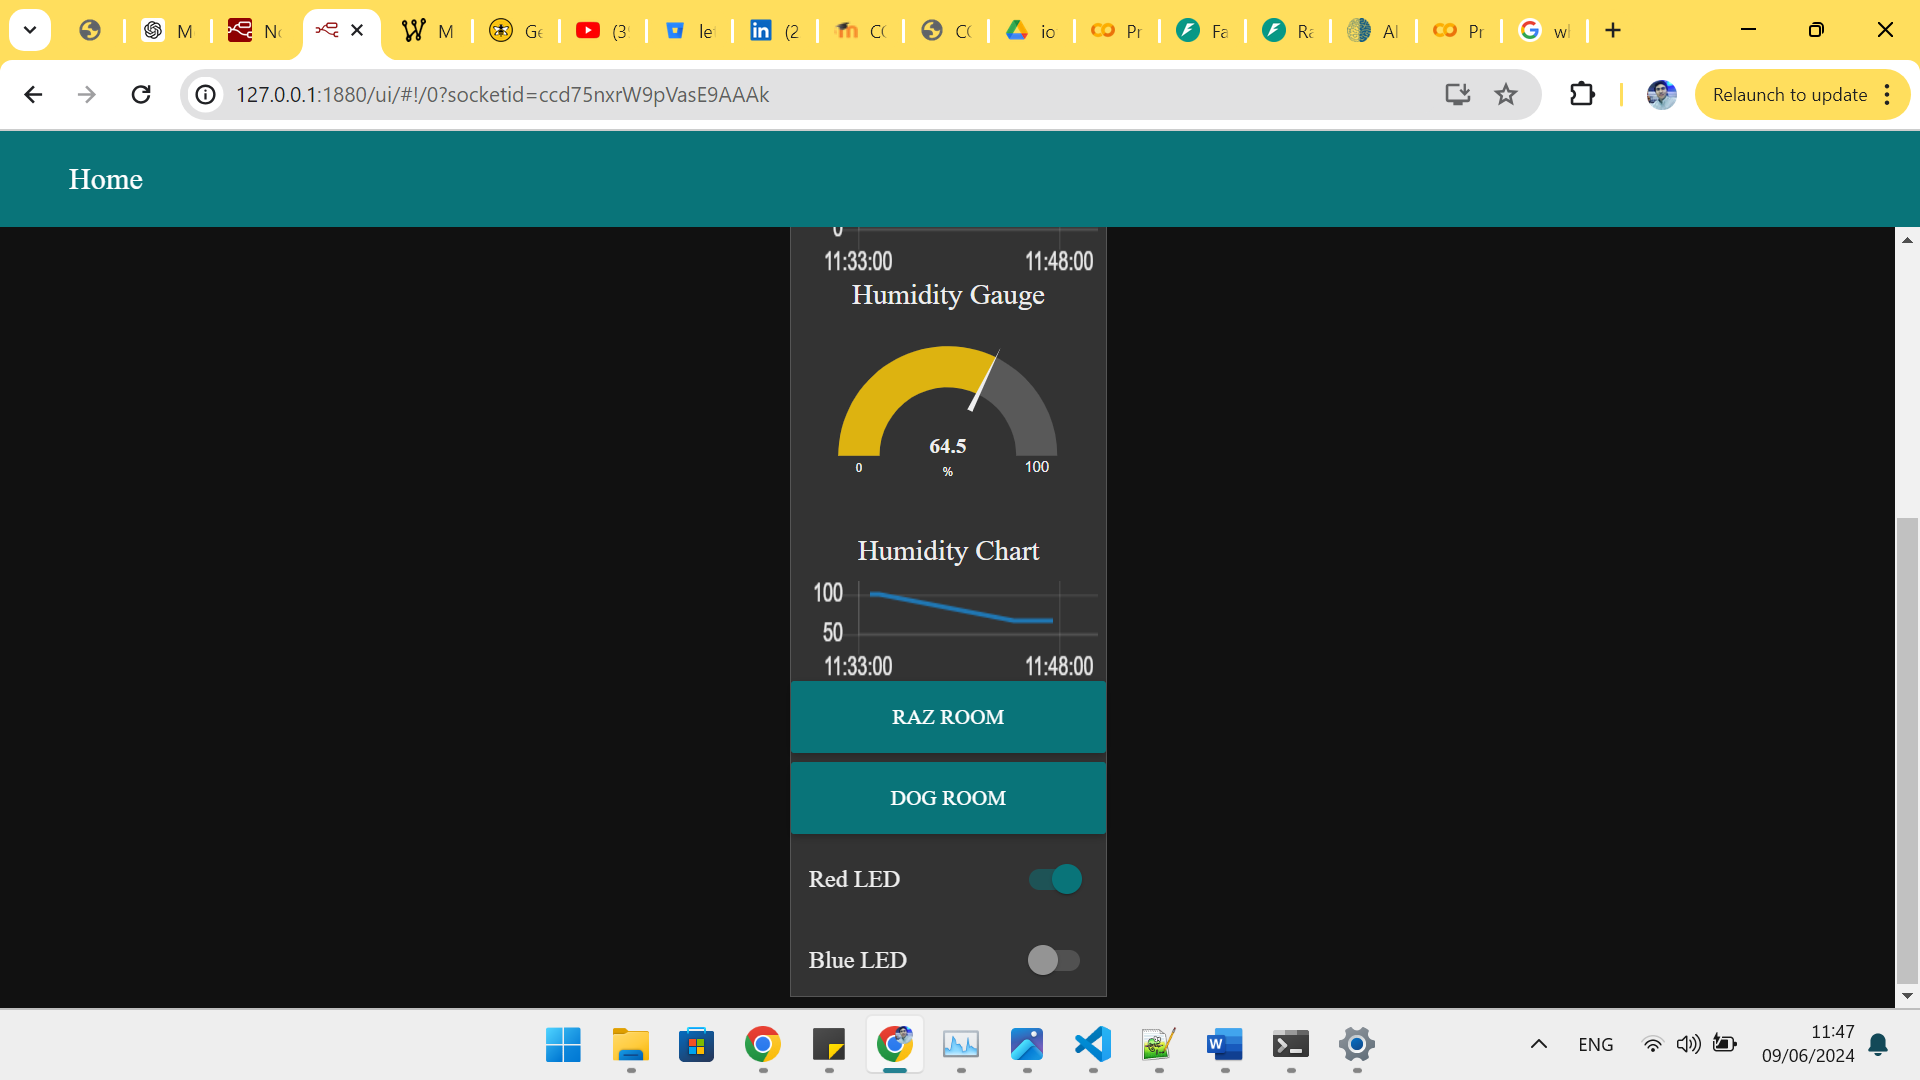 M
Nc
M
Ge
(3
le
(2
CC
CC
io
Pr
Fa
Ra
Al
Pr
wl
127.0.0.1:1880/ui/#!/0?socketid=ccd75nxrW9pVasE9AAAk
Relaunch to update
Home
0
11:33:00 11:48:00
Humidity Gauge
64.5
0 % 100
Humidity Chart
100
50
11:33:00 11:48:00
RAZ ROOM
DOG ROOM
Red LED
Blue LED
ENG
11:47
09/06/2024